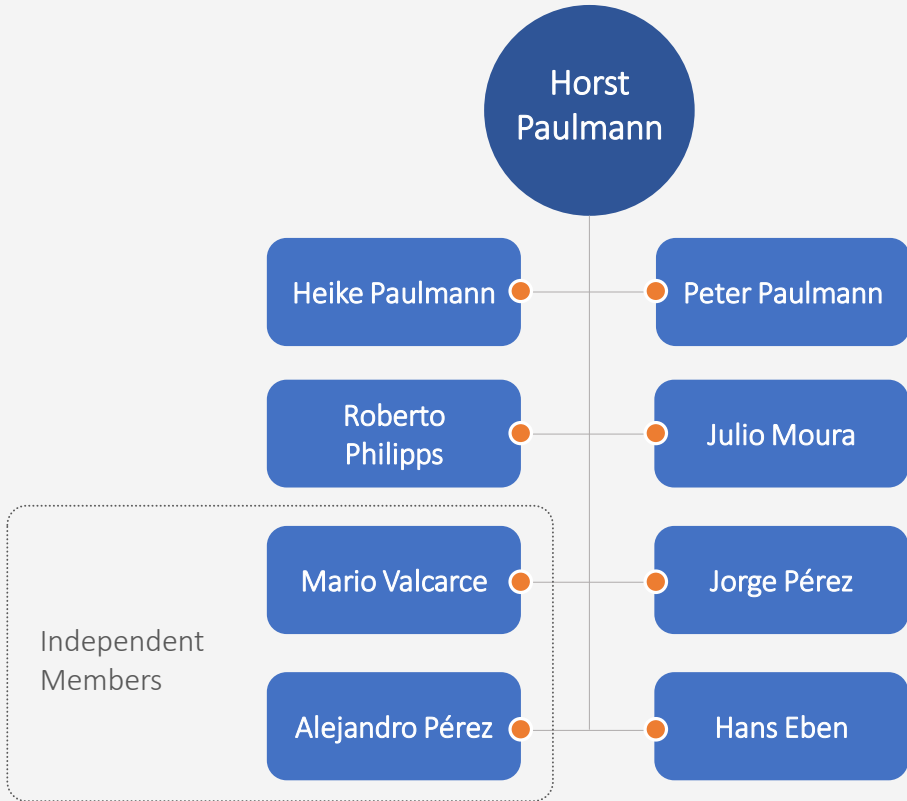 Horst
Paulmann
Heike Paulmann
Peter Paulmann
Roberto
Philipps
Julio Moura
Mario Valcarce
Jorge Pérez
Independent
Members
Alejandro Pérez
Hans Eben